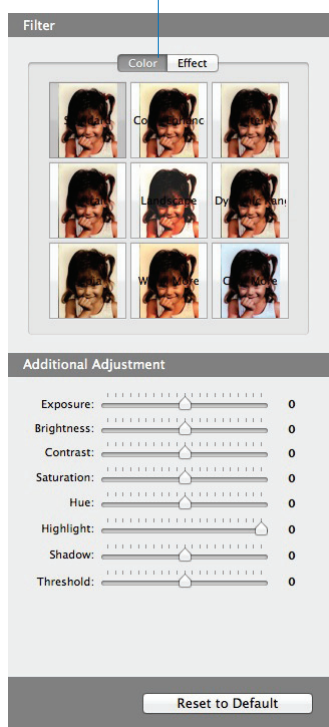 Filter
Color Effect
Standard
Landscape
Additional Adjustment
Exposure: 0
Brightness: 0
Contrast: 0
Saturation: 0
Hue: 0
Highlight: 0
Shadow: 0
Threshold: 0
Reset to Default